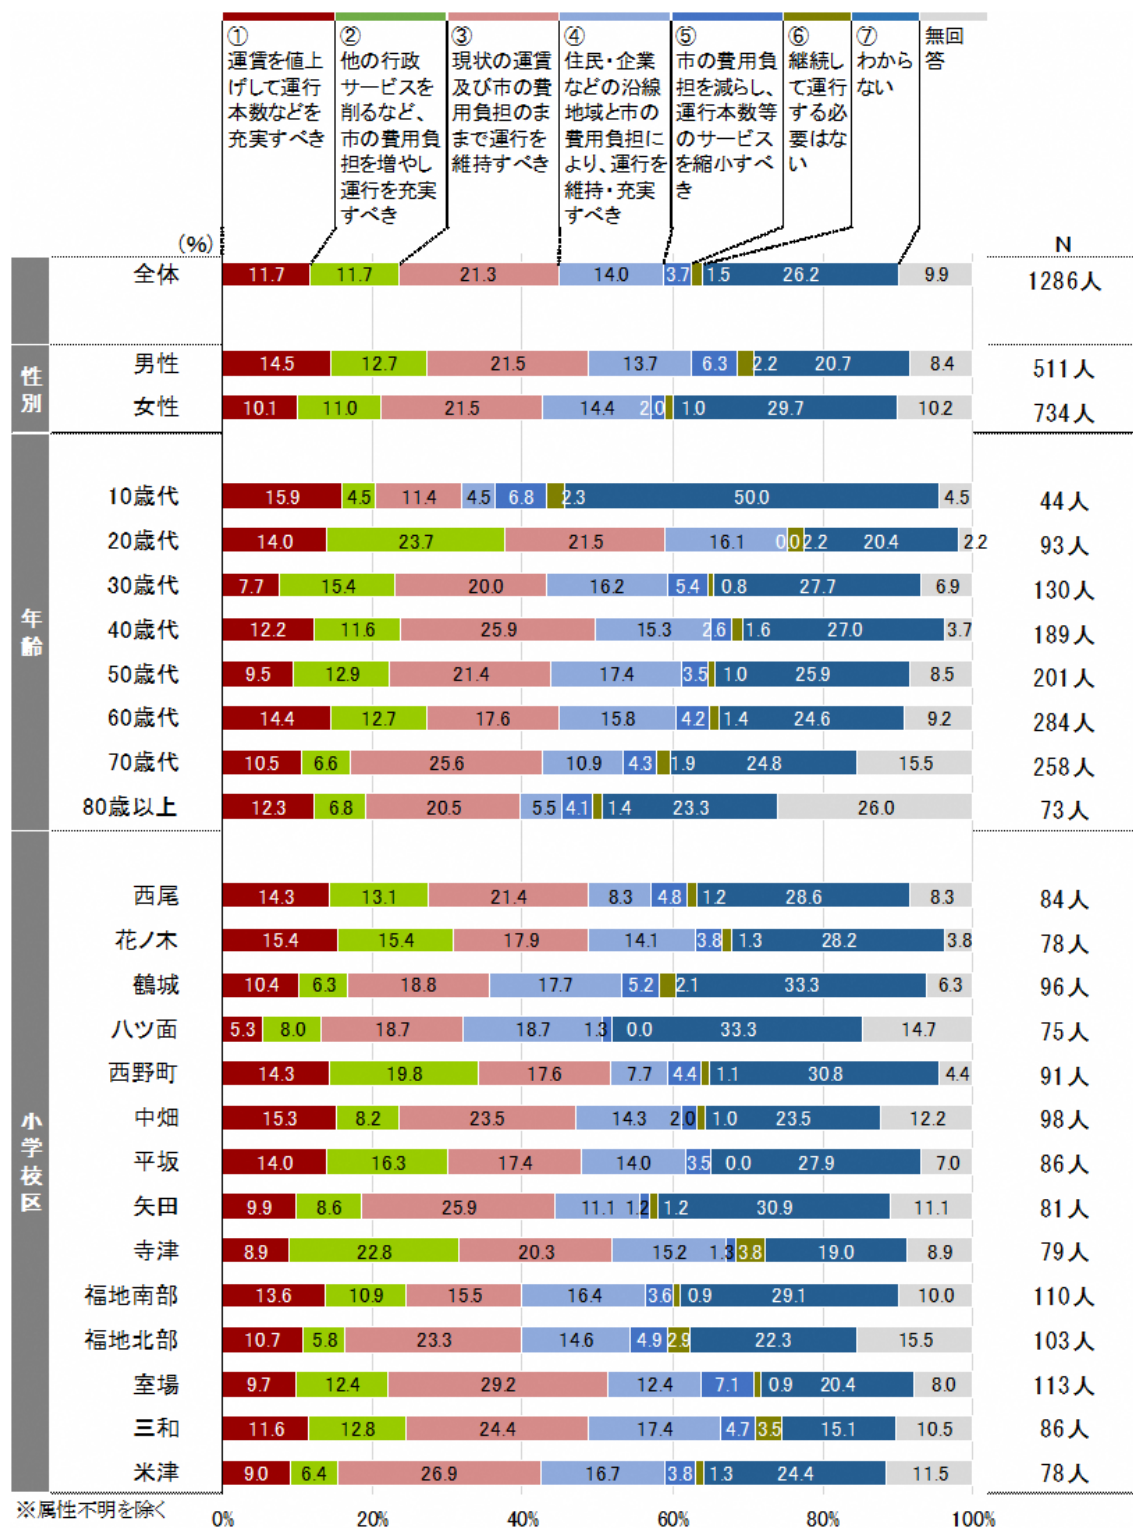 ①
運賃を値上
げして運行
本数などを
充実すべき
②
他の行政
サービスを
削るなど、
市の費用負
担を増やし
運行を充実
すべき
③
現状の運賃
及び市の費
用負担のま
まで運行を
維持すべき
④
住民・企業
などの沿線
地域と市の
費用負担に
より、運行を
維持・充実
すべき
⑤
市の費用負
担を減らし、
運行本数等
のサービス
を縮小すべ
き
⑥
継続し
て運行
する必
要はな
い
⑦
わから
ない
無回
答
(%) N
全体 11.7 11.7 21.3 14.0 3.7 1.5 26.2 9.9 1286人
性別
男性 14.5 12.7 21.5 13.7 6.3 2.2 20.7 8.4 511人
女性 10.1 11.0 21.5 14.4 2.0 1.0 29.7 10.2 734人
年齢
10歳代 15.9 4.5 11.4 4.5 6.8 2.3 50.0 4.5 44人
20歳代 14.0 23.7 21.5 16.1 0.0 2.2 20.4 2.2 93人
30歳代 7.7 15.4 20.0 16.2 5.4 0.8 27.7 6.9 130人
40歳代 12.2 11.6 25.9 15.3 2.6 1.6 27.0 3.7 189人
50歳代 9.5 12.9 21.4 17.4 3.5 1.0 25.9 8.5 201人
60歳代 14.4 12.7 17.6 15.8 4.2 1.4 24.6 9.2 284人
70歳代 10.5 6.6 25.6 10.9 4.3 1.9 24.8 15.5 258人
80歳以上 12.3 6.8 20.5 5.5 4.1 1.4 23.3 26.0 73人
小学校区
西尾 14.3 13.1 21.4 8.3 4.8 1.2 28.6 8.3 84人
花ノ木 15.4 15.4 17.9 14.1 3.8 1.3 28.2 3.8 78人
鶴城 10.4 6.3 18.8 17.7 5.2 2.1 33.3 6.3 96人
八ツ面 5.3 8.0 18.7 18.7 1.3 0.0 33.3 14.7 75人
西野町 14.3 19.8 17.6 7.7 4.4 1.1 30.8 4.4 91人
中畑 15.3 8.2 23.5 14.3 2.0 1.0 23.5 12.2 98人
平坂 14.0 16.3 17.4 14.0 3.5 0.0 27.9 7.0 86人
矢田 9.9 8.6 25.9 11.1 1.2 1.2 30.9 11.1 81人
寺津 8.9 22.8 20.3 15.2 1.3 3.8 19.0 8.9 79人
福地南部 13.6 10.9 15.5 16.4 3.6 0.9 29.1 10.0 110人
福地北部 10.7 5.8 23.3 14.6 4.9 2.9 22.3 15.5 103人
室場 9.7 12.4 29.2 12.4 7.1 0.9 20.4 8.0 113人
三和 11.6 12.8 24.4 17.4 4.7 3.5 15.1 10.5 86人
米津 9.0 6.4 26.9 16.7 3.8 1.3 24.4 11.5 78人
※属性不明を除く
0% 20% 40% 60% 80% 100%